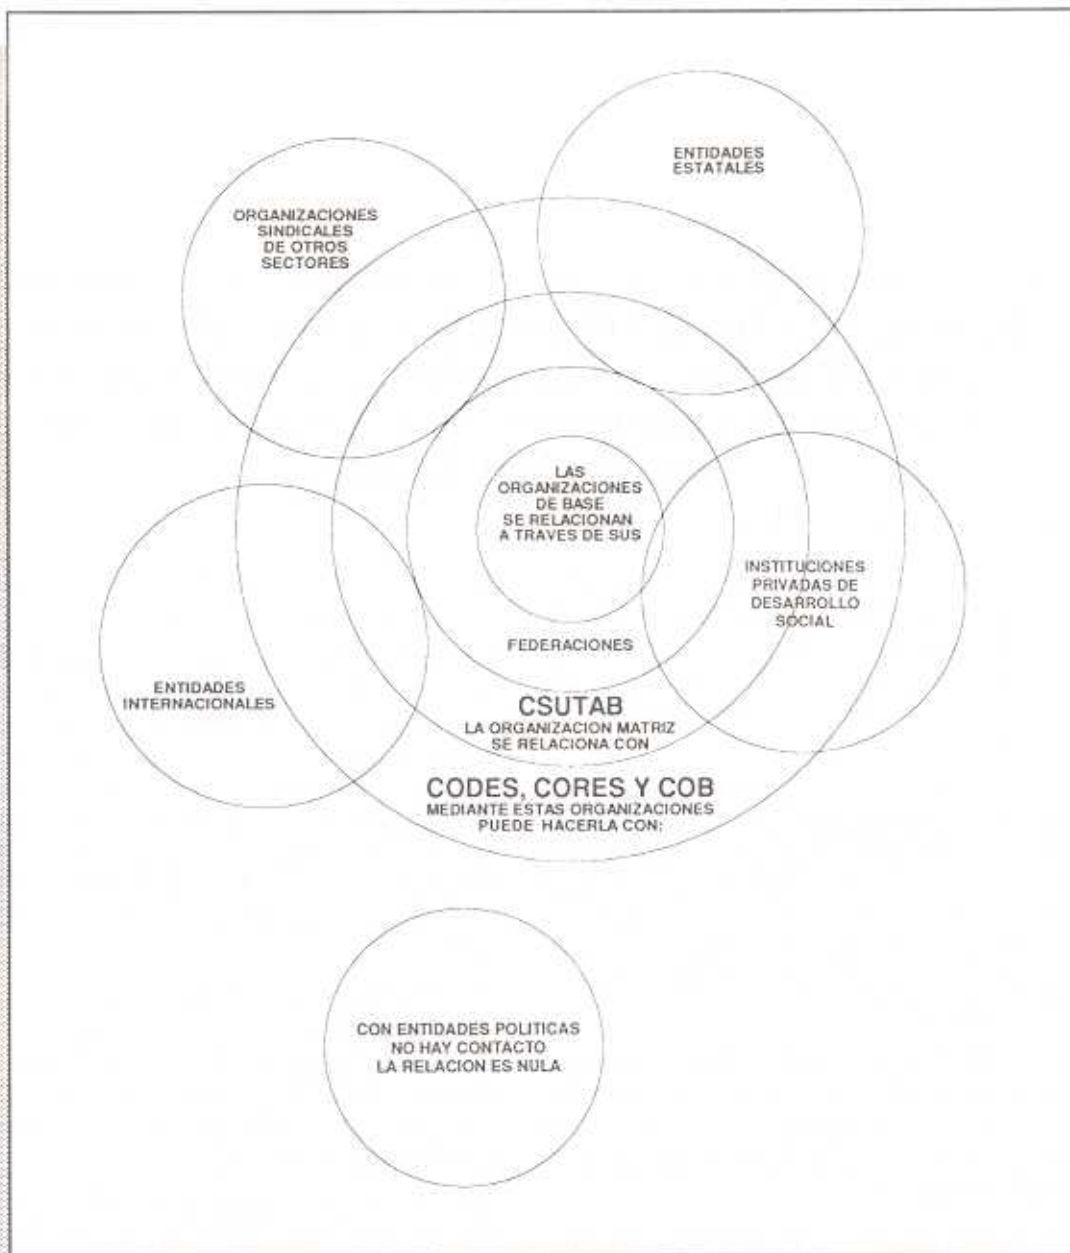 ENTIDADES
ESTATALES
ORGANIZACIONES
SINDICALES
DE OTROS
SECTORES
LAS
ORGANIZACIONES
DE BASE
SE RELACIONAN
A TRAVES DE SUS
INSTITUCIONES
PRIVADAS DE
DESARROLLO
SOCIAL
FEDERACIONES
ENTIDADES
INTERNACIONALES
CSUTAB
LA ORGANIZACION MATRIZ
SE RELACIONA CON
CODES, CORES Y COB
MEDIANTE ESTAS ORGANIZACIONES
PUEDE HACERLA CON:
CON ENTIDADES POLITICAS
NO HAY CONTACTO
LA RELACION ES NULA